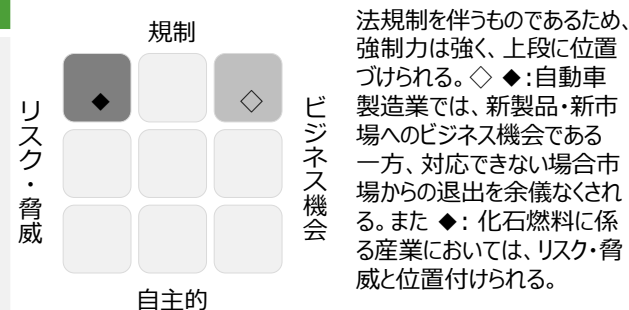 規制
リスク・脅威
◆
◇
ビジネス機会
自主的
法規制を伴うものであるため、
強制力は強く、上段に位置
づけられる。◇ ◆:自動車
製造業では、新製品・新市
場へのビジネス機会である
一方、対応できない場合市
場からの退出を余儀なくされ
る。また ◆: 化石燃料に係
る産業においては、リスク・脅
威と位置付けられる。